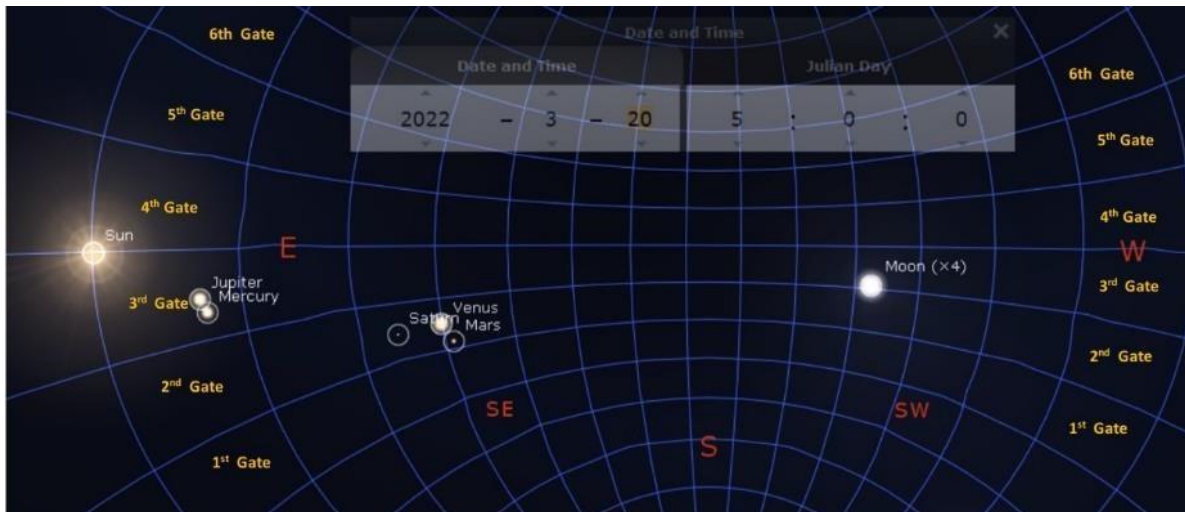 6th Gate
Date and Time ×
Date and Time Julian Day
6th Gate
2022 – 3 – 20 5 : 0 : 0
5th Gate
5th Gate
4th Gate
4th Gate
Sun
E
W
Moon (×4)
Jupiter
3rd Gate
Mercury
3rd Gate
Venus
Saturn
Mars
2nd Gate
2nd Gate
SE
SW
1st Gate
S
1st Gate